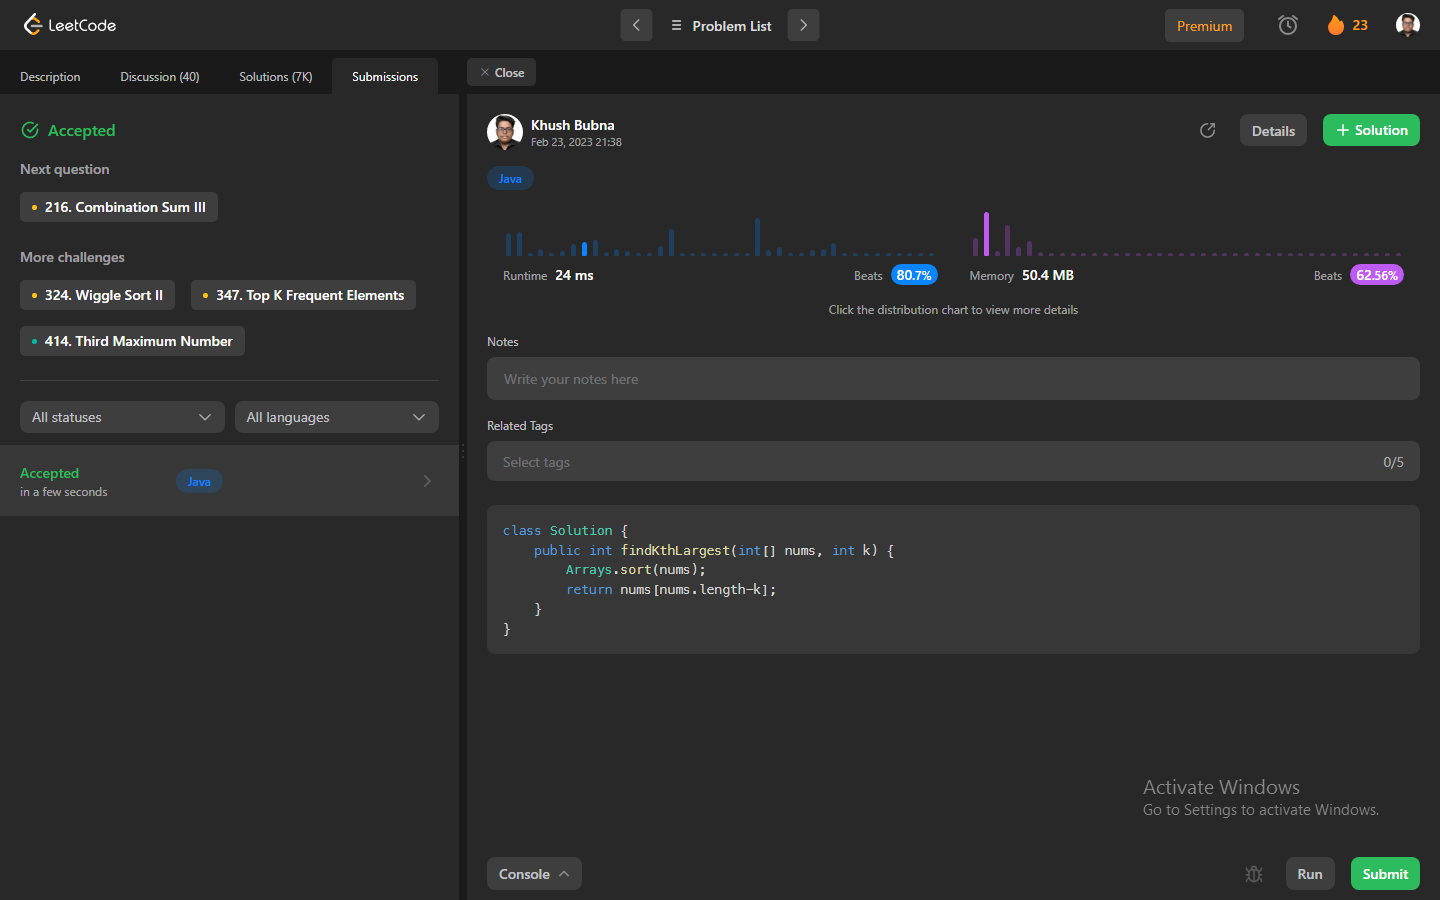 LeetCode
Problem List
Premium
23
Description
Discussion (40)
Solutions (7K)
Submissions
Close
Accepted
Next question
216. Combination Sum III
More challenges
324. Wiggle Sort II
347. Top K Frequent Elements
414. Third Maximum Number
All statuses
All languages
Accepted
in a few seconds
Java
Khush Bubna
Feb 23, 2023 21:38
Details
+ Solution
Java
Runtime 24 ms
Beats 80.7%
Memory 50.4 MB
Beats 62.56%
Click the distribution chart to view more details
Notes
Write your notes here
Related Tags
Select tags
0/5
class Solution {
    public int findKthLargest(int[] nums, int k) {
        Arrays.sort(nums);
        return nums[nums.length-k];
    }
}
Activate Windows
Go to Settings to activate Windows.
Console
Run
Submit